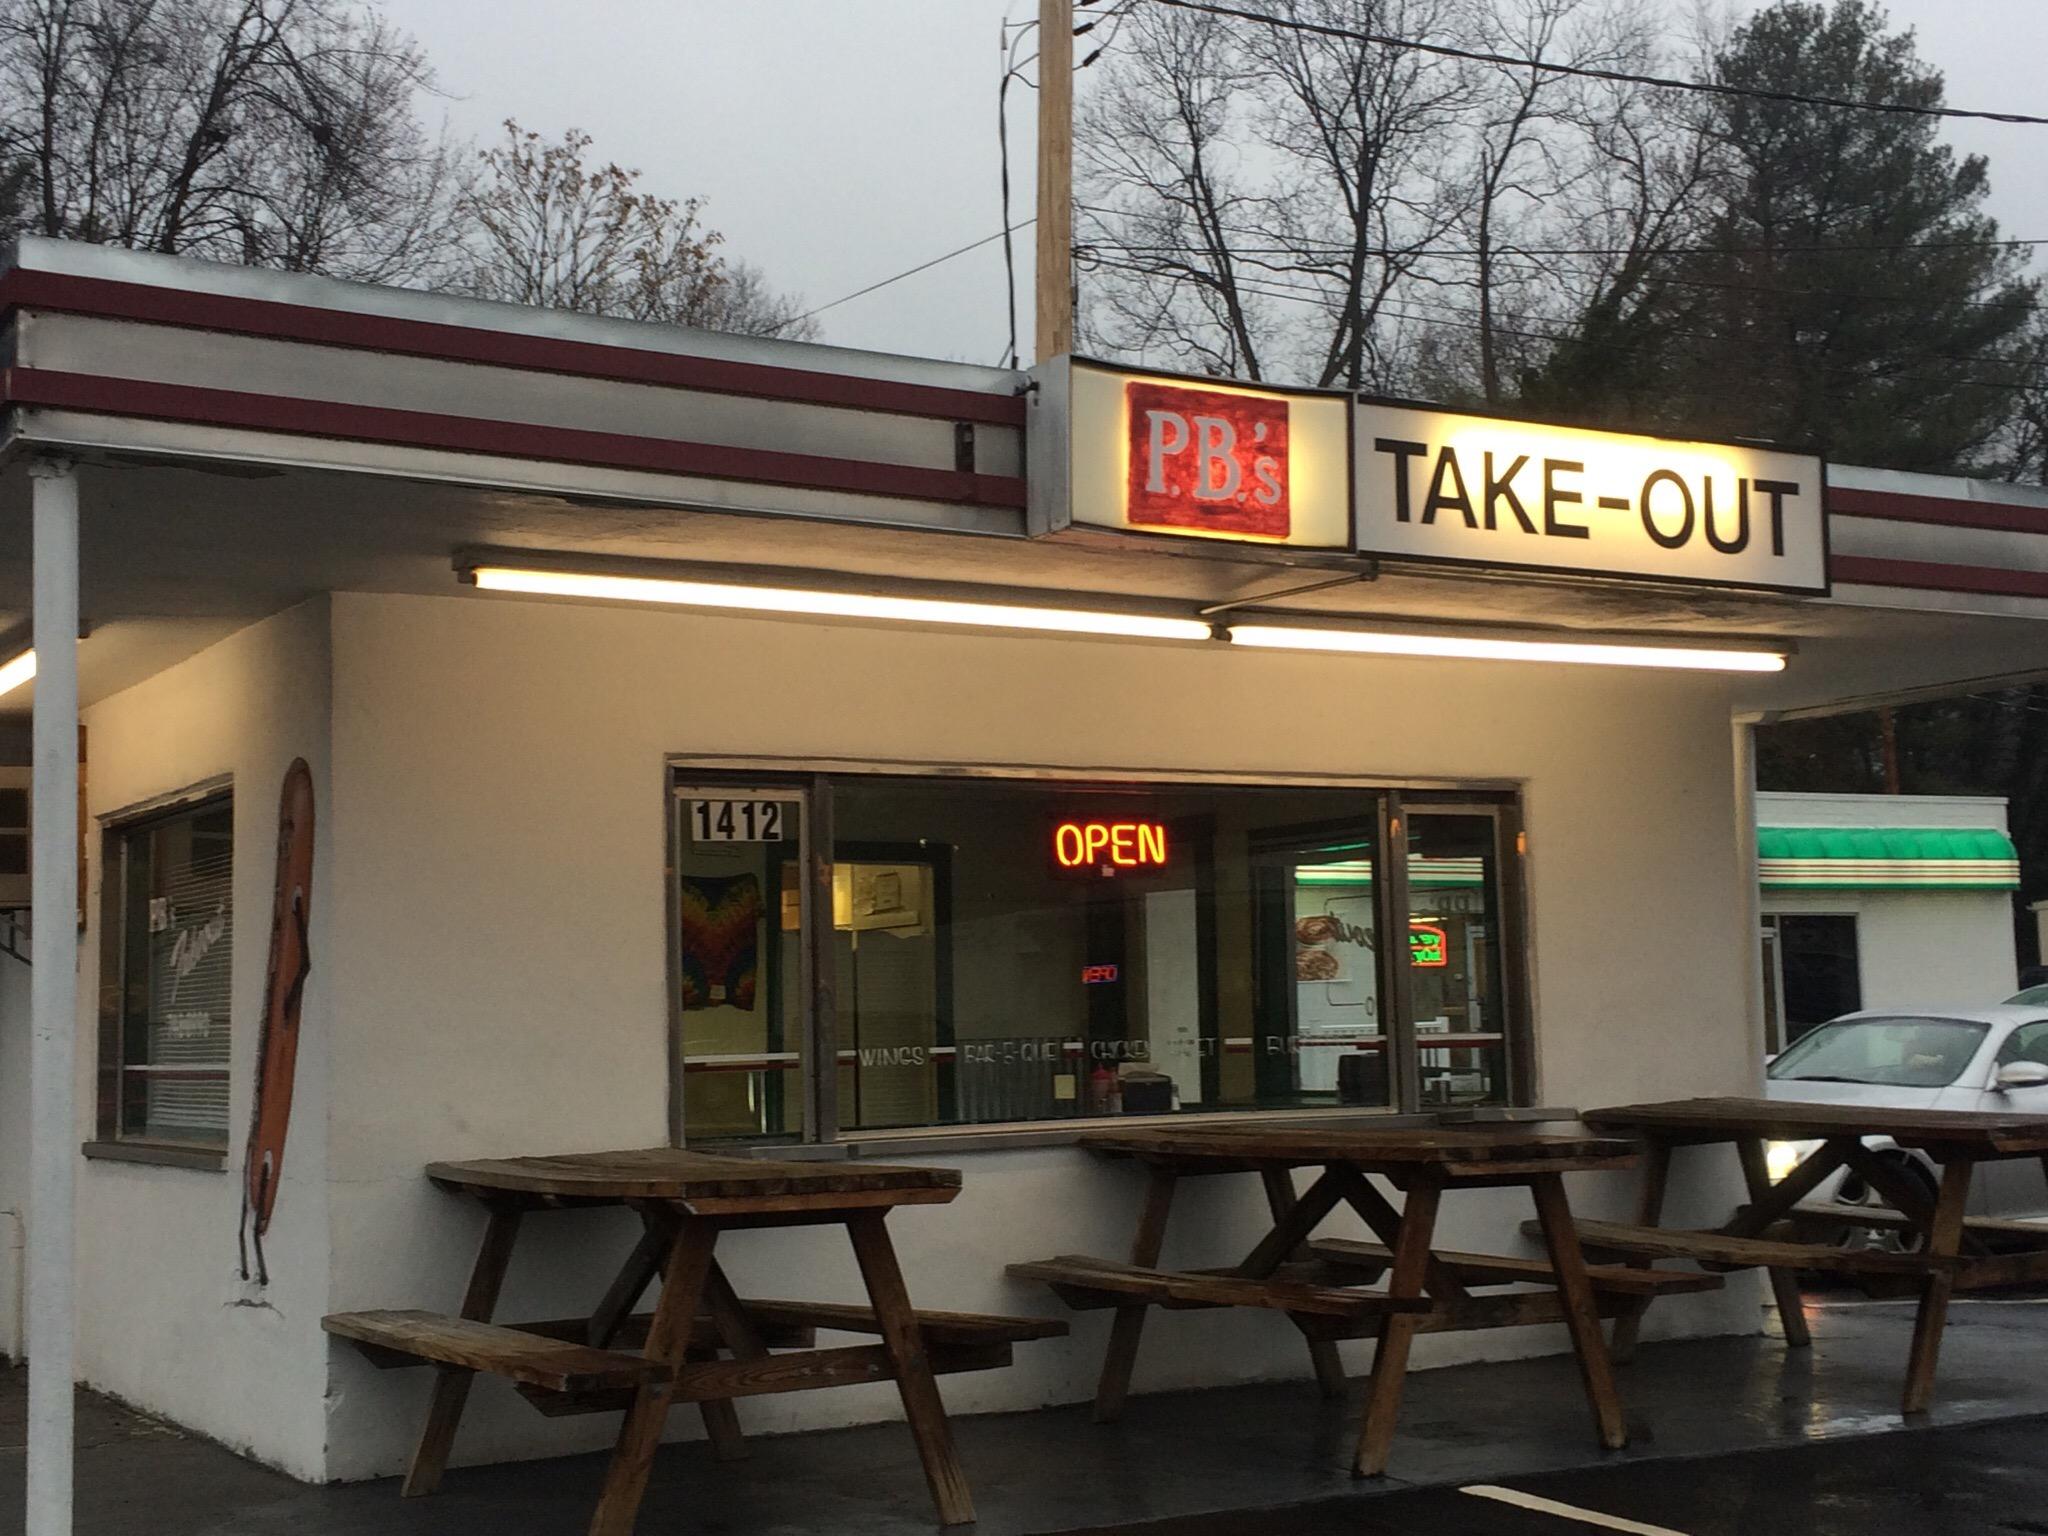 P.B.'s
TAKE-OUT
1412
OPEN
WINGS BAR-B-QUE CHICKEN